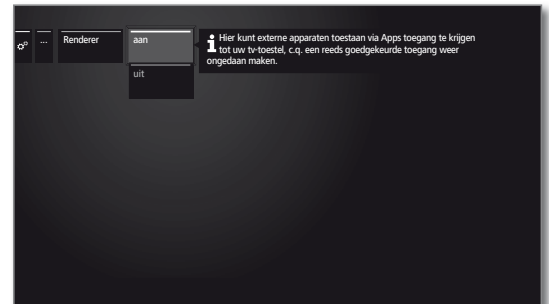 ... Renderer aan
Hier kunt externe apparaten toestaan via Apps toegang te krijgen
tot uw tv-toestel, c.q. een reeds goedgekeurde toegang weer
ongedaan maken.
uit